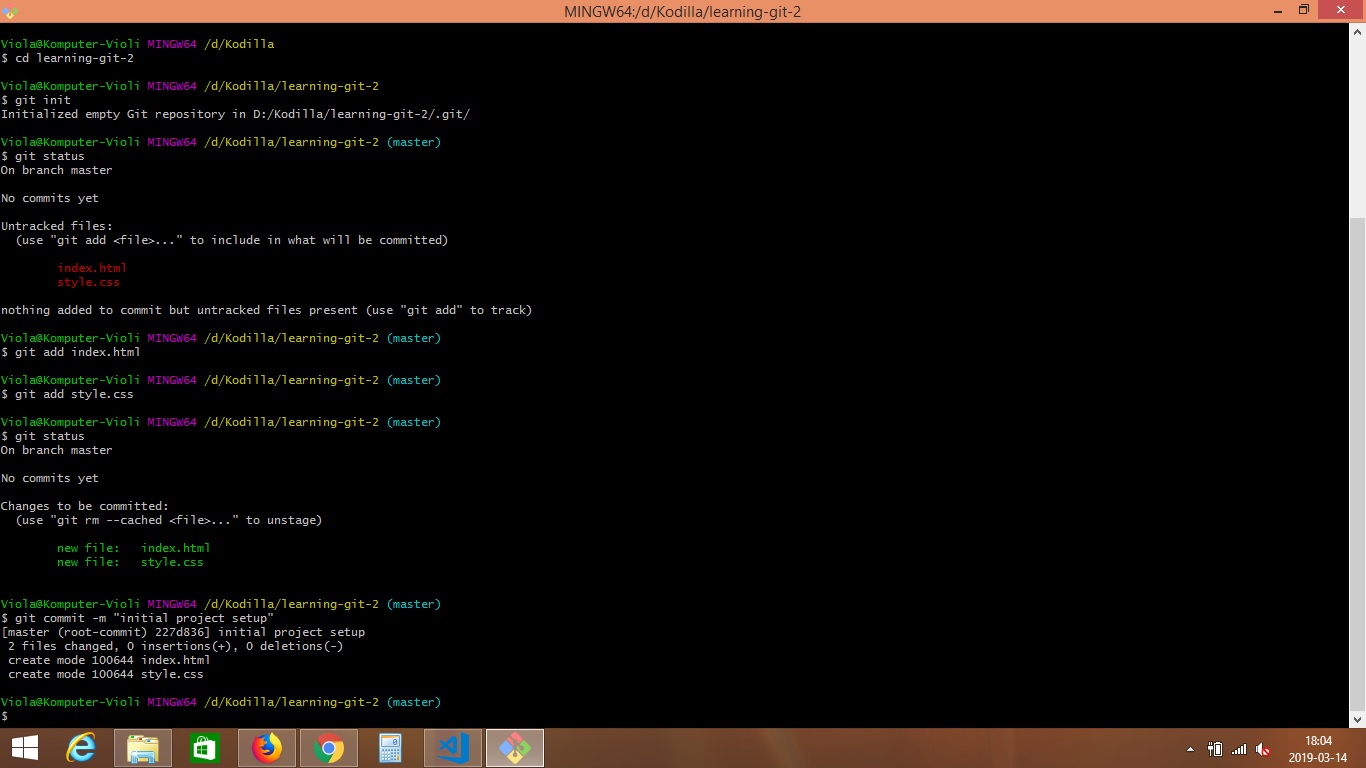 MINGW64:/d/Kodilla/learning-git-2
Viola@Komputer-Violi MINGW64 /d/Kodilla
$ cd learning-git-2
Viola@Komputer-Violi MINGW64 /d/Kodilla/learning-git-2
$ git init
Initialized empty Git repository in D:/Kodilla/learning-git-2/.git/
Viola@Komputer-Violi MINGW64 /d/Kodilla/learning-git-2 (master)
$ git status
On branch master
No commits yet
Untracked files:
(use "git add <file>..." to include in what will be committed)
index.html
style.css
nothing added to commit but untracked files present (use "git add" to track)
Viola@Komputer-Violi MINGW64 /d/Kodilla/learning-git-2 (master)
$ git add index.html
Viola@Komputer-Violi MINGW64 /d/Kodilla/learning-git-2 (master)
$ git add style.css
Viola@Komputer-Violi MINGW64 /d/Kodilla/learning-git-2 (master)
$ git status
On branch master
No commits yet
Changes to be committed:
(use "git rm --cached <file>..." to unstage)
new file:   index.html
new file:   style.css
Viola@Komputer-Violi MINGW64 /d/Kodilla/learning-git-2 (master)
$ git commit -m "initial project setup"
[master (root-commit) 227d836] initial project setup
2 files changed, 0 insertions(+), 0 deletions(-)
create mode 100644 index.html
create mode 100644 style.css
Viola@Komputer-Violi MINGW64 /d/Kodilla/learning-git-2 (master)
$
18:04
2019-03-14